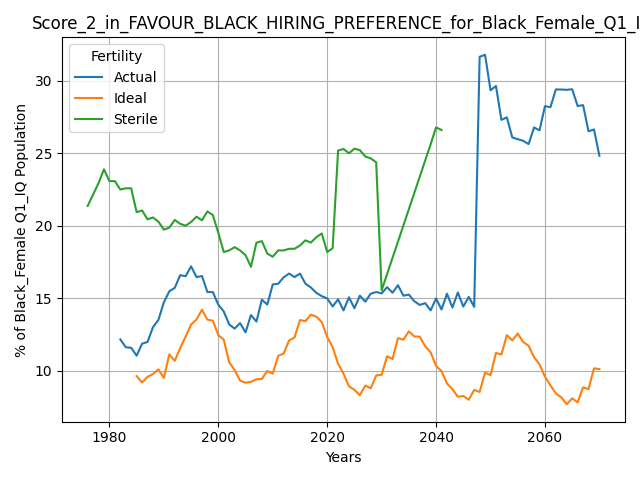 Score_2_in_FAVOUR_BLACK_HIRING_PREFERENCE_for_Black_Female_Q1_I
Fertility
Actual
Ideal
Sterile
% of Black_Female Q1_IQ Population
30
25
20
15
10
1980
2000
2020
2040
2060
Years